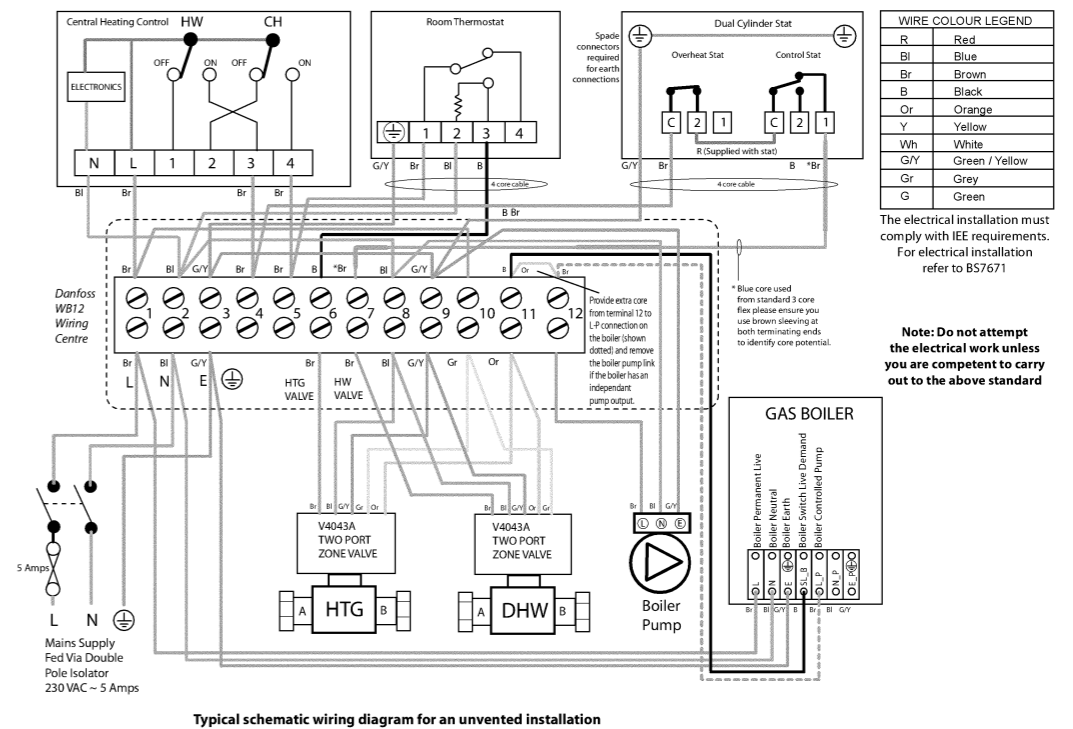 Central Heating Control
HW
CH
OFF
ON
OFF
ON
ELECTRONICS
N L 1 2 3 4
Bl Br Br Br
Room Thermostat
1 2 3 4
G/Y Br Bl B
4 core cable
Spade
connectors
required
for earth
connections
Dual Cylinder Stat
Overheat Stat
Control Stat
C 2 1
C 2 1
R (Supplied with stat)
G/Y Br B *Br
4 core cable
B Br
WIRE COLOUR LEGEND
R Red
Bl Blue
Br Brown
B Black
Or Orange
Y Yellow
Wh White
G/Y Green / Yellow
Gr Grey
G Green
The electrical installation must
comply with IEE requirements.
For electrical installation
refer to BS7671
Note: Do not attempt
the electrical work unless
you are competent to carry
out to the above standard
* Blue core used
from standard 3 core
flex please ensure you
use brown sleeving at
both terminating ends
to identify core potential.
Br Bl G/Y Br Br B *Br Bl G/Y B Or Br
Danfoss
WB12
Wiring
Centre
1 2 3 4 5 6 7 8 9 10 11 12
Provide extra core
from terminal 12 to
L-P connection on
the boiler (shown
dotted) and remove
the boiler pump link
if the boiler has an
independant
pump output.
Br Bl G/Y Br Br Bl G/Y Gr Or
L N E
HTG
VALVE
HW
VALVE
5 Amps
L N
Mains Supply
Fed Via Double
Pole Isolator
230 VAC ~ 5 Amps
Br Bl G/Y Gr Or
V4043A
TWO PORT
ZONE VALVE
A HTG B
Br Bl G/Y Or Gr
V4043A
TWO PORT
ZONE VALVE
A DHW B
Br Bl G/Y
L N E
Boiler
Pump
GAS BOILER
Boiler Permanent Live
Boiler Neutral
Boiler Earth
Boiler Switch Live Demand
Boiler Controlled Pump
L N E SL_B L_P N_P E_P
Br Bl G/Y B Br Bl G/Y
Typical schematic wiring diagram for an unvented installation